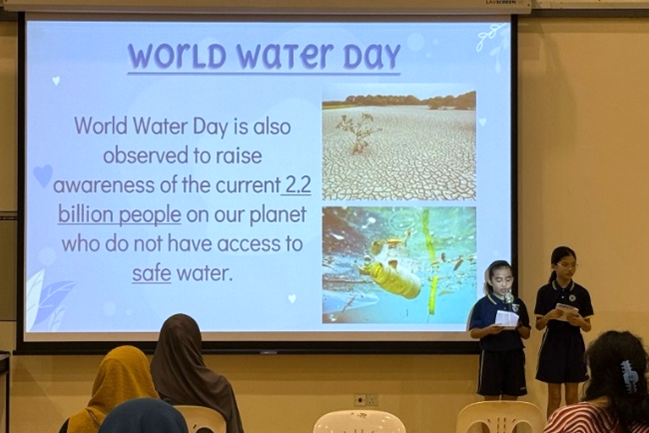 WORLD WATER DAY
World Water Day is also
observed to raise
awareness of the current 2.2
billion people on our planet
who do not have access to
safe water.